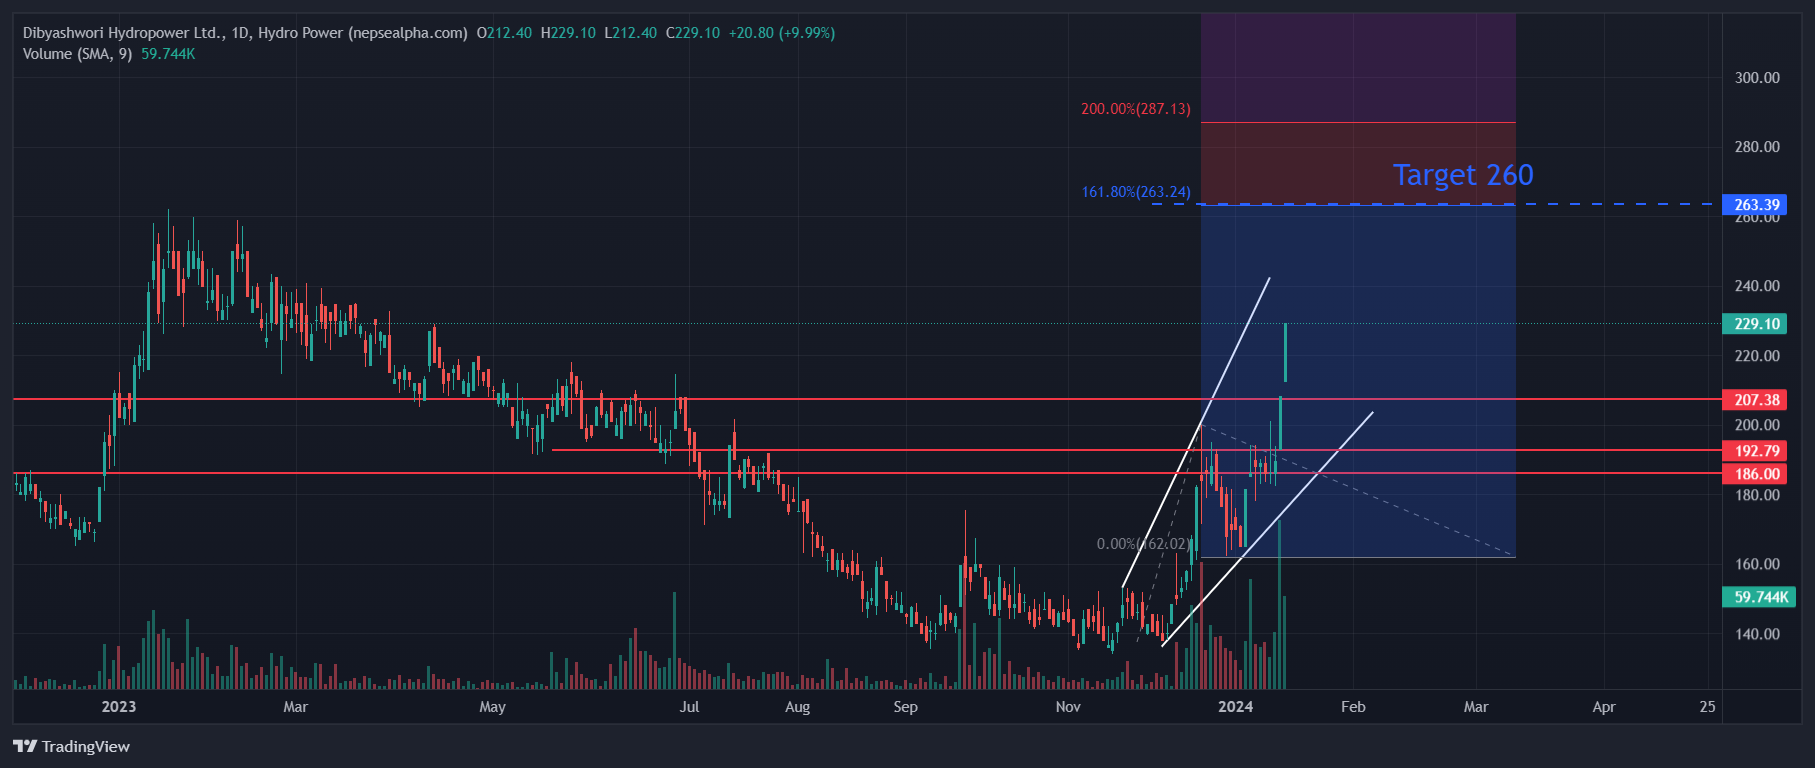 Dibyashwori Hydropower Ltd., 1D, Hydro Power (nepsealpha.com) O212.40 H229.10 L212.40 C229.10 +20.80 (+9.99%)
Volume (SMA, 9) 59.744K
300.00
200.00%(287.13)
280.00
Target 260
161.80%(263.24)
263.39
260.00
240.00
229.10
220.00
207.38
200.00
192.79
186.00
180.00
0.00%(162.02)
160.00
59.744K
140.00
2023 Mar May Jul Aug Sep Nov 2024 Feb Mar Apr 25
TradingView